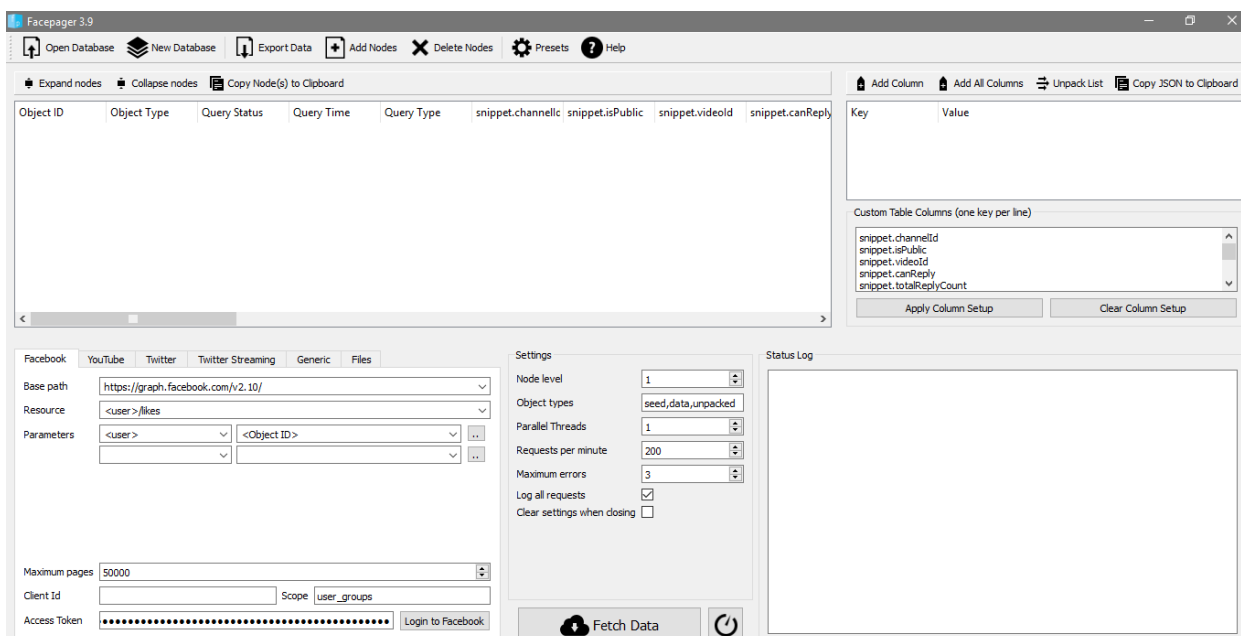 Facepager 3.9
Open Database New Database Export Data Add Nodes Delete Nodes Presets Help
Expand nodes Collapse nodes Copy Node(s) to Clipboard
Add Column Add All Columns Unpack List Copy JSON to Clipboard
Object ID Object Type Query Status Query Time Query Type snippet.channelIc snippet.isPublic snippet.videoId snippet.canReply
Key Value
Custom Table Columns (one key per line)
snippet.channelId
snippet.isPublic
snippet.videoId
snippet.canReply
snippet.totalReplyCount
Apply Column Setup Clear Column Setup
Facebook YouTube Twitter Twitter Streaming Generic Files
Base path https://graph.facebook.com/v2.10/
Resource <user>/likes
Parameters <user> <Object ID> ..
..
Maximum pages 50000
Client Id Scope user_groups
Access Token Login to Facebook
Settings
Node level 1
Object types seed,data,unpacked
Parallel Threads 1
Requests per minute 200
Maximum errors 3
Log all requests
Clear settings when closing
Fetch Data
Status Log